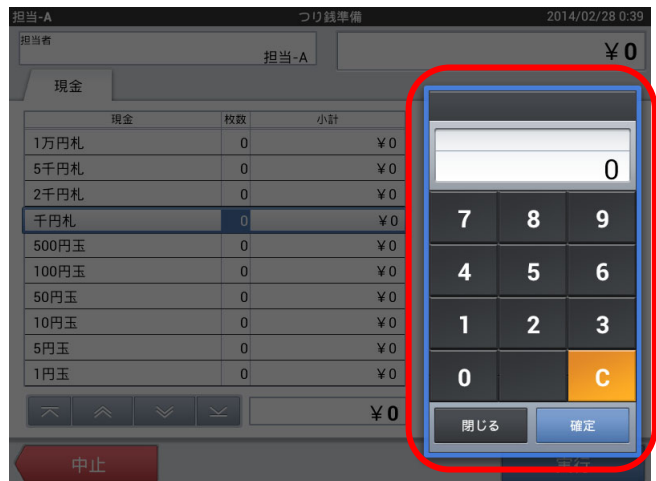 担当-A つり銭準備 2014/02/28 0:39
担当者
担当-A
¥0
現金
現金 枚数 小計
1万円札 0 ¥0
5千円札 0 ¥0
2千円札 0 ¥0
千円札 0 ¥0
500円玉 0 ¥0
100円玉 0 ¥0
50円玉 0 ¥0
10円玉 0 ¥0
5円玉 0 ¥0
1円玉 0 ¥0
¥0
0
7 8 9
4 5 6
1 2 3
0 C
閉じる 確定
中止 実行